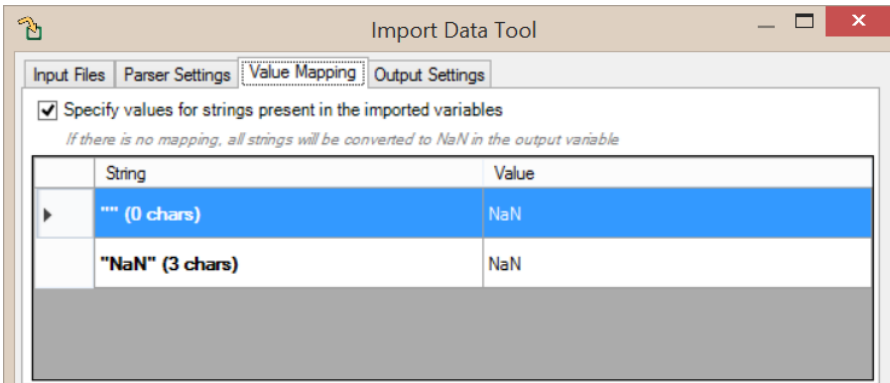 Import Data Tool
Input Files Parser Settings Value Mapping Output Settings
Specify values for strings present in the imported variables
If there is no mapping, all strings will be converted to NaN in the output variable
String Value
"" (0 chars) NaN
"NaN" (3 chars) NaN